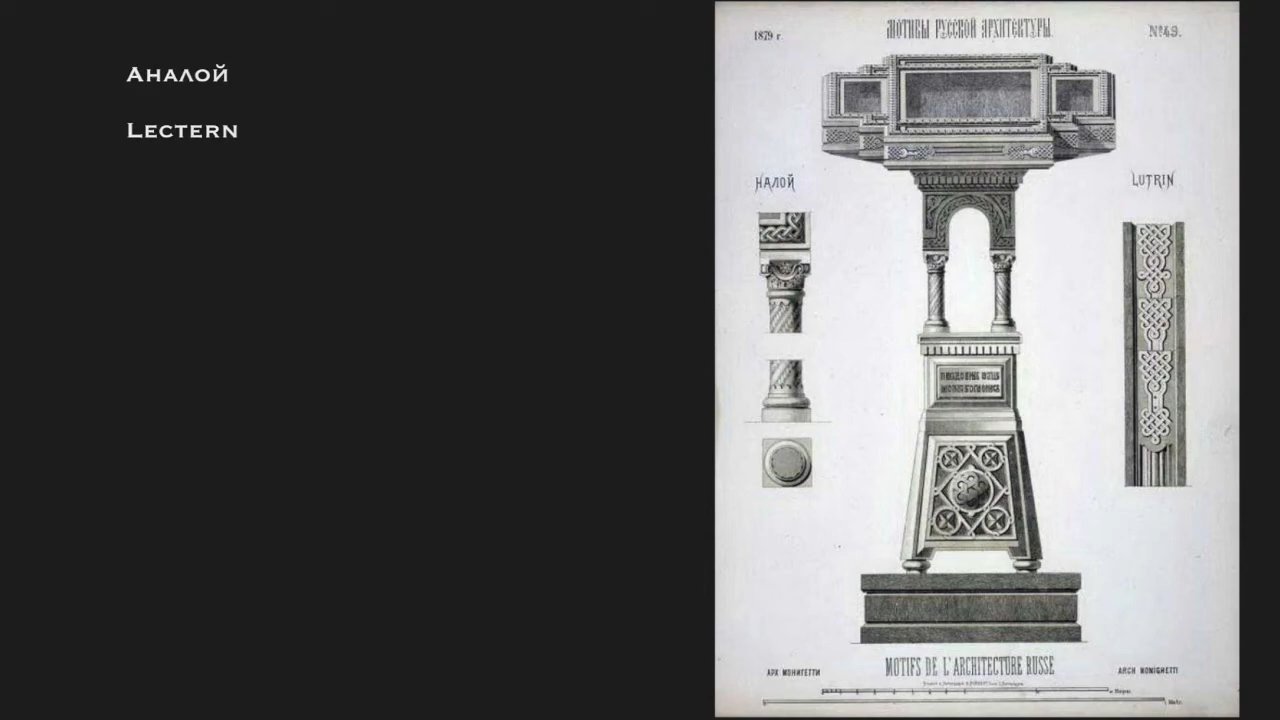 Аналой
Lectern
1879 г.
МОТИВЫ РУССКОЙ АРХИТЕКТУРЫ.
№49.
НАЛОЙ
LUTRIN
MOTIFS DE L'ARCHITECTURE RUSSE
АРХ МОНИГЕТТИ
ARCH MONIGHETTI